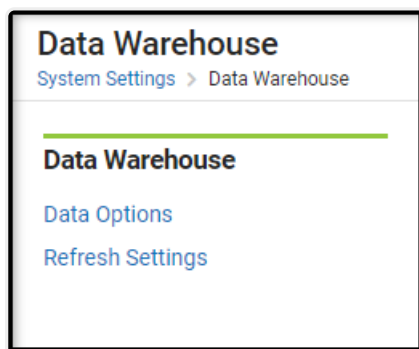 Data Warehouse
System Settings > Data Warehouse
Data Warehouse
Data Options
Refresh Settings